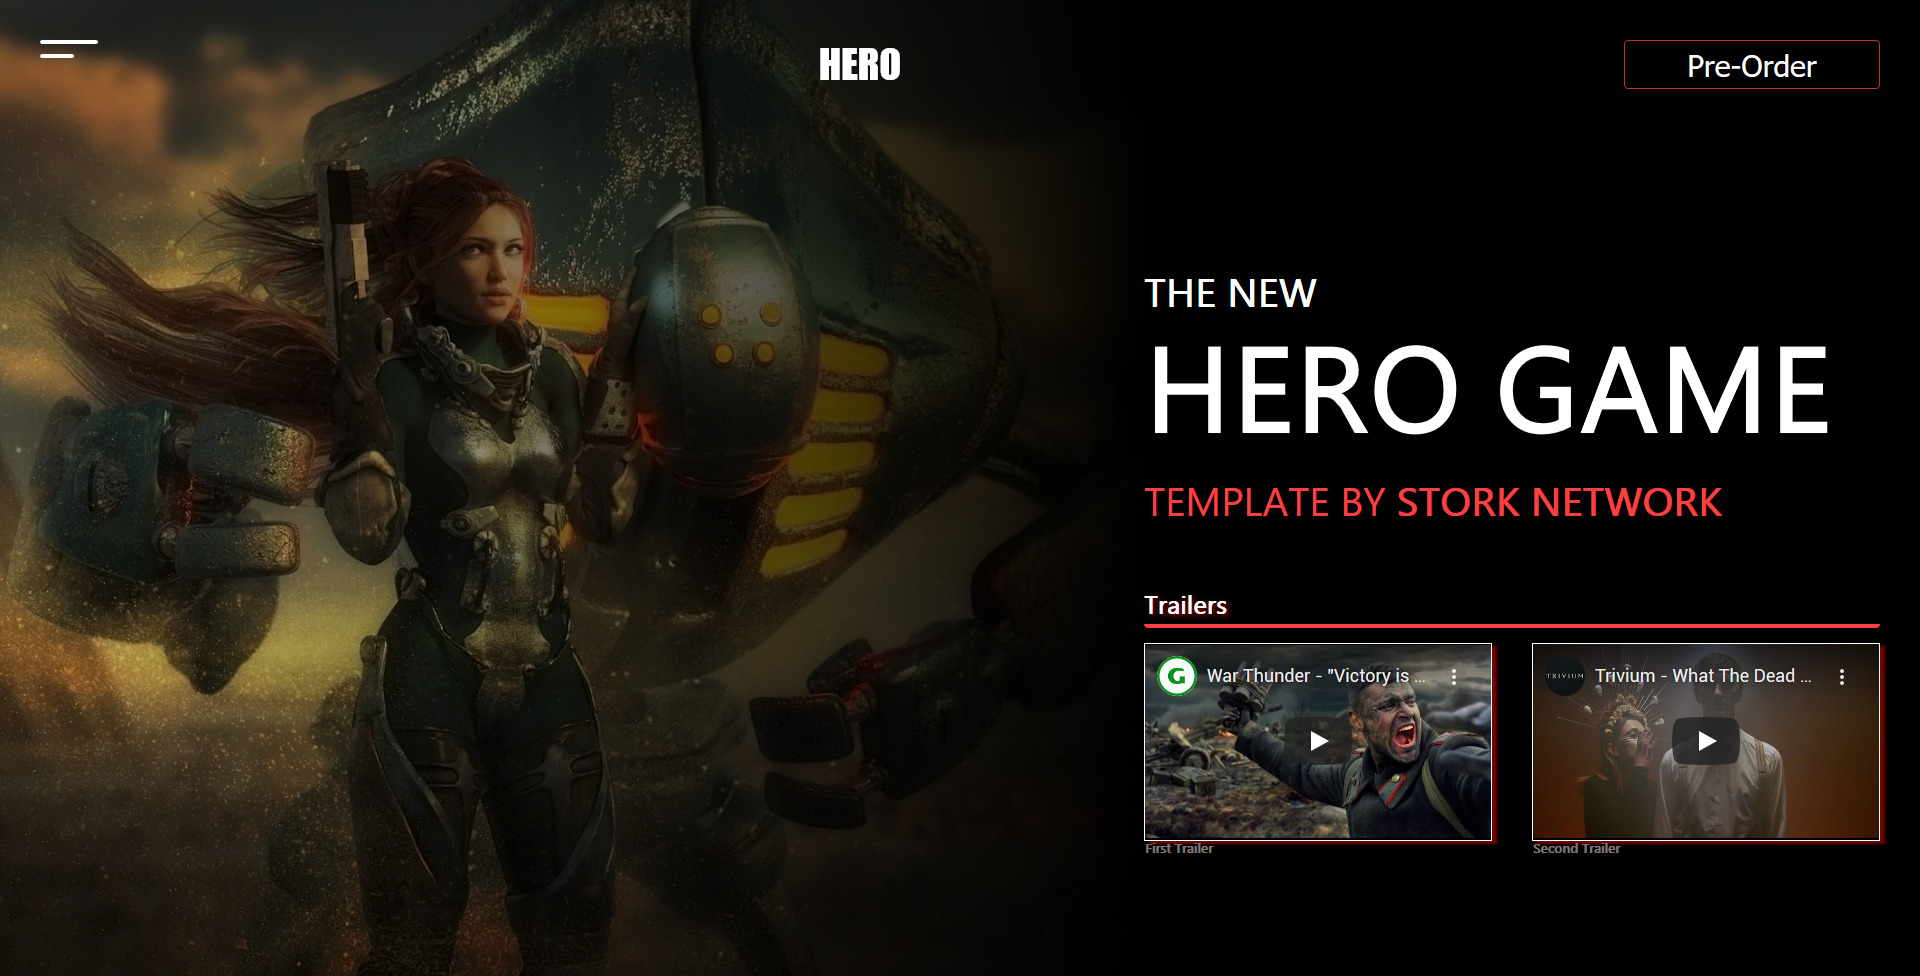 HERO
Pre-Order
THE NEW
HERO GAME
TEMPLATE BY STORK NETWORK
Trailers
G
War Thunder - "Victory is ...
TRIVIUM
Trivium - What The Dead ...
First Trailer
Second Trailer